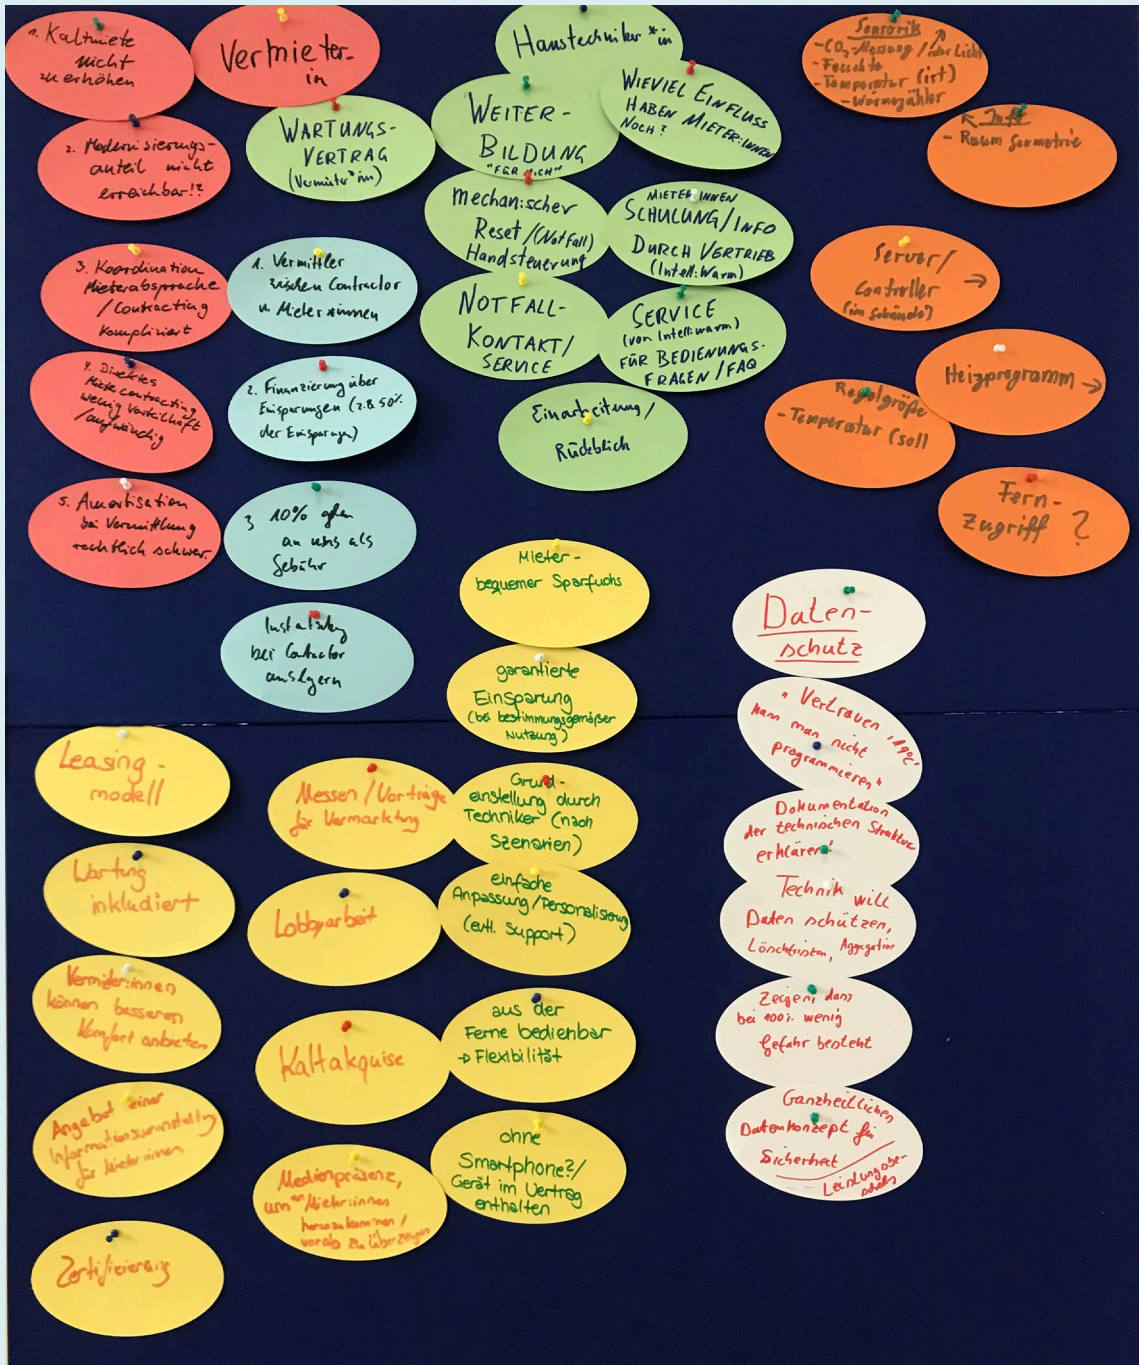 1. Kaltmiete
nicht
zu erhöhen
Vermieter-
in
2. Modernisierungs-
anteil nicht
erreichbar!?
3. Koordination
Mieterabsprache
/Contracting
kompliziert
4. Direktes
Contracting
wenig vorteilhaft
/aufwändig
5. Amortisation
bei Vermittlung
rechtlich schwer.
1. Vermittler
zwischen Contractor
u Mieter*innen
2. Finanzierung über
Einsparungen (z.B. 50%
der Einsparungen)
3 10% gehen
an uns als
Gebühr
bei Contractor
auslagern
Haustechniker*in
WARTUNGS-
VERTRAG
(Vermieter*in)
WEITER-
BILDUNG
WIEVIEL EINFLUSS
HABEN MIETER:INNEN
NOCH?
Mechanischer
Reset/(Notfall)
Handsteuerung
MIETER:INNEN
SCHULUNG/INFO
DURCH VERTRIEB
(Intelli:Warm)
NOTFALL-
KONTAKT/
SERVICE
SERVICE
(von Intelliwarm)
FÜR BEDIENUNGS-
FRAGEN/FAQ
Einarbeitung/
Rückblick
Sensorik
- CO₂-Messung / Licht
- Feuchte
- Temperatur (ist)
- Wärmezähler
- Raum Geometrie
Server/
Controller →
(im Gebäude)
Heizprogramm →
Regelgröße
- Temperatur (soll
Fern-
Zugriff ?
Mieter-
bequemer Sparfuchs
garantierte
Einsparung
(bei bestimmungsgemäßer
Nutzung)
Grund-
einstellung durch
Techniker (nach
Szenarien)
einfache
Anpassung/Personalisierung
(evtl. Support)
aus der
Ferne bedienbar
→ Flexibilität
ohne
Smartphone?/
Gerät im Vertrag
enthalten
Leasing-
modell
Wartung
inkludiert
Vermieter:innen
können besseren
Komfort anbieten
Angebot einer
Informationsveranstaltung
für Mieter:innen
Zertifizierung
Messen/Vorträge
für Vermarktung
Lobbyarbeit
Kaltakquise
Medienpräsenz,
um an Mieter:innen
heranzukommen/
vorab zu überzeugen
Daten-
schutz
"Vertrauen
kann man nicht
programmieren"
Dokumentation
der technischen Struktur
erklären!
Technik will
Daten schützen,
Löschfristen, Aggregation
Zeigen, dass
bei 100% wenig
Gefahr besteht
Ganzheitlichen
Datenkonzept für
Sicherheit